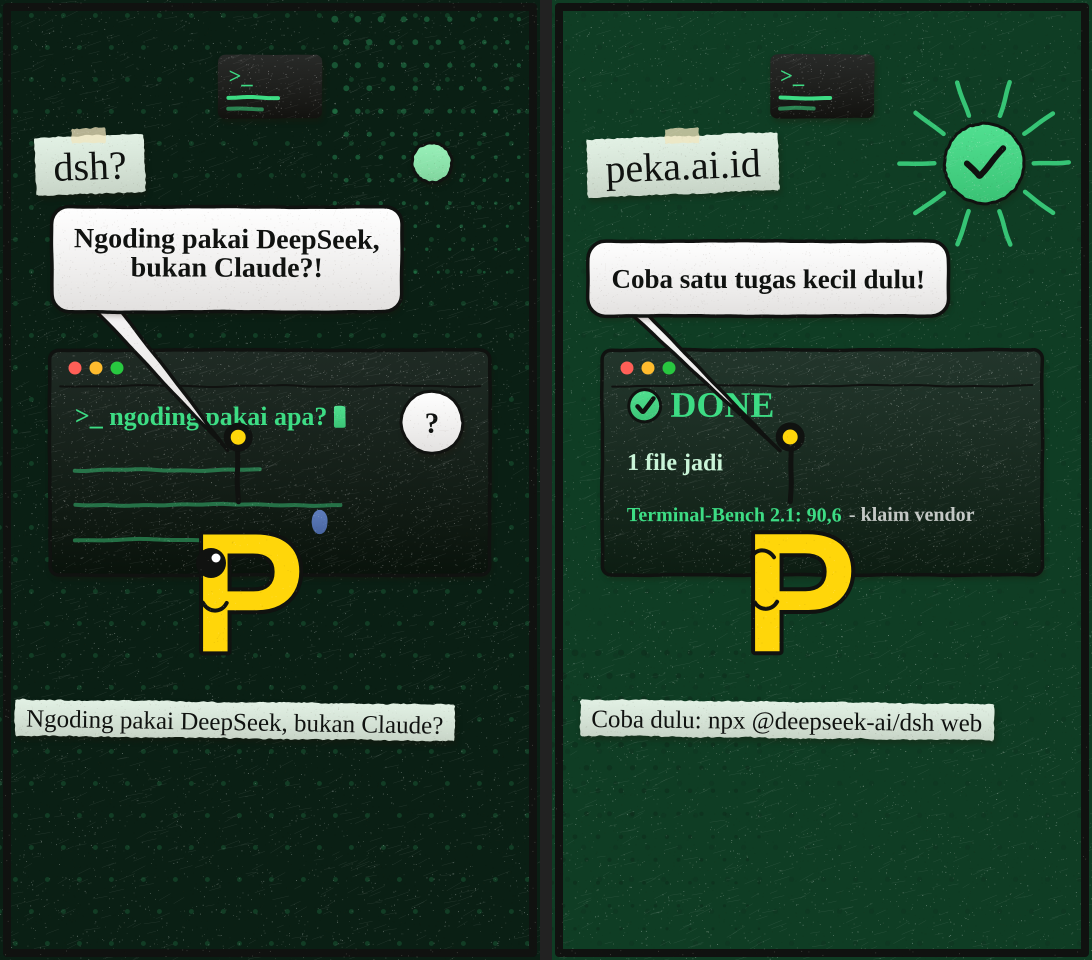 >_
dsh?
Ngoding pakai DeepSeek,
bukan Claude?!
>_ ngoding pakai apa?
?
P
Ngoding pakai DeepSeek, bukan Claude?
>_
peka.ai.id
Coba satu tugas kecil dulu!
DONE
1 file jadi
Terminal-Bench 2.1: 90,6 - klaim vendor
P
Coba dulu: npx @deepseek-ai/dsh web